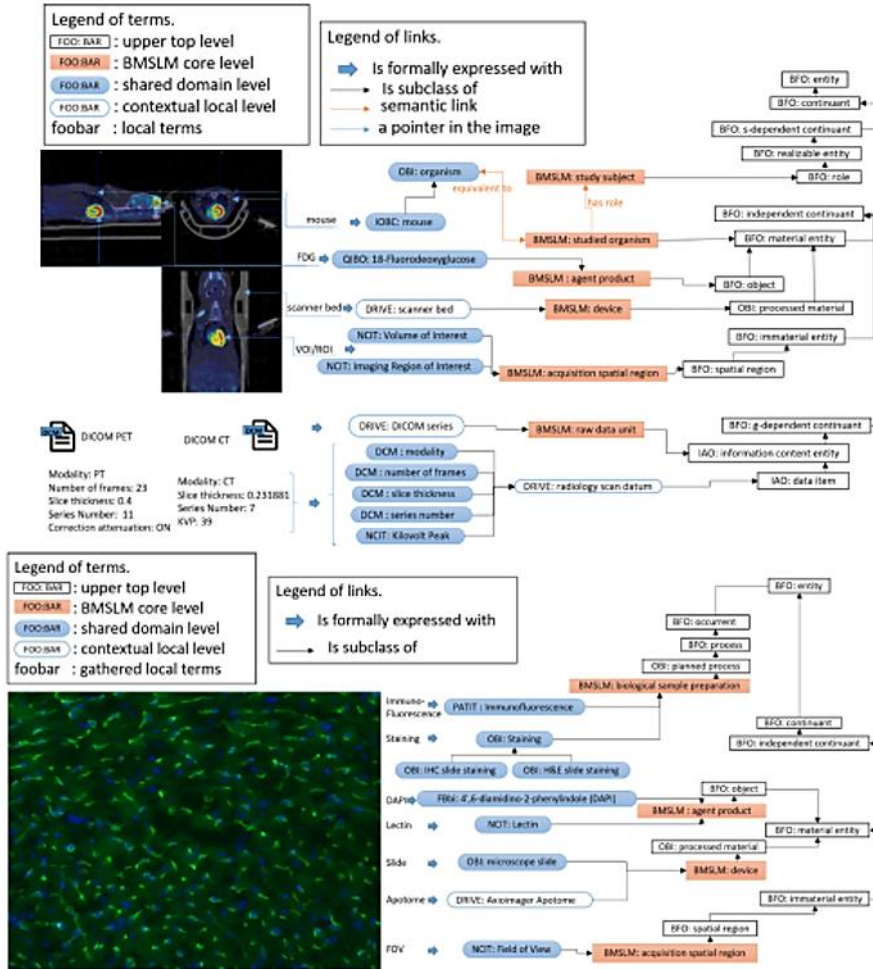 Legend of terms.
FOO: BAR : upper top level
FOO:BAR : BMSLM core level
FOO:BAR : shared domain level
FOO:BAR : contextual local level
foobar : local terms
Legend of links.
Is formally expressed with
Is subclass of
semantic link
a pointer in the image
BFO: entity
BFO: continuant
BFO: s-dependent continuant
BFO: realizable entity
BFO: role
OBI: organism
BMSLM: study subject
equivalent to
has role
mouse
IOBC: mouse
BMSLM: studied organism
BFO: independent continuant
BFO: material entity
FDG
QIBO: 18-Fluorodeoxyglucose
BMSLM : agent product
BFO: object
scanner bed
DRIVE: scanner bed
BMSLM: device
OBI: processed material
NCIT: Volume of Interest
VOI/ROI
NCIT: Imaging Region of Interest
BMSLM: acquisition spatial region
BFO: immaterial entity
BFO: spatial region
DCM
DICOM PET
DCM
DICOM CT
DRIVE: DICOM series
BMSLM: raw data unit
BFO: g-dependent continuant
IAO: information content entity
IAO: data item
Modality: PT
Number of frames: 23
Slice thickness: 0.4
Series Number: 11
Correction attenuation: ON
Modality: CT
Slice thickness: 0.231881
Series Number: 7
KVP: 39
DCM : modality
DCM : number of frames
DCM : slice thickness
DCM : series number
NCIT: Kilovolt Peak
DRIVE: radiology scan datum
Legend of terms.
FOO: BAR : upper top level
FOO:BAR : BMSLM core level
FOO:BAR : shared domain level
FOO:BAR : contextual local level
foobar : gathered local terms
Legend of links.
Is formally expressed with
Is subclass of
BFO: entity
BFO: occurrent
BFO: process
OBI: planned process
BMSLM: biological sample preparation
Immuno-
Fluorescence
PATIT : Immunofluorescence
Staining
OBI: Staining
OBI: IHC slide staining
OBI: H&E slide staining
BFO: continuant
BFO: independent continuant
DAPI
FBbi: 4',6-diamidino-2-phenylindole (DAPI)
BFO: object
BMSLM : agent product
Lectin
NCIT: Lectin
BFO: material entity
OBI: processed material
Slide
OBI: microscope slide
BMSLM: device
Apotome
DRIVE: Axioimager Apotome
BFO: immaterial entity
BFO: spatial region
FOV
NCIT: Field of View
BMSLM: acquisition spatial region